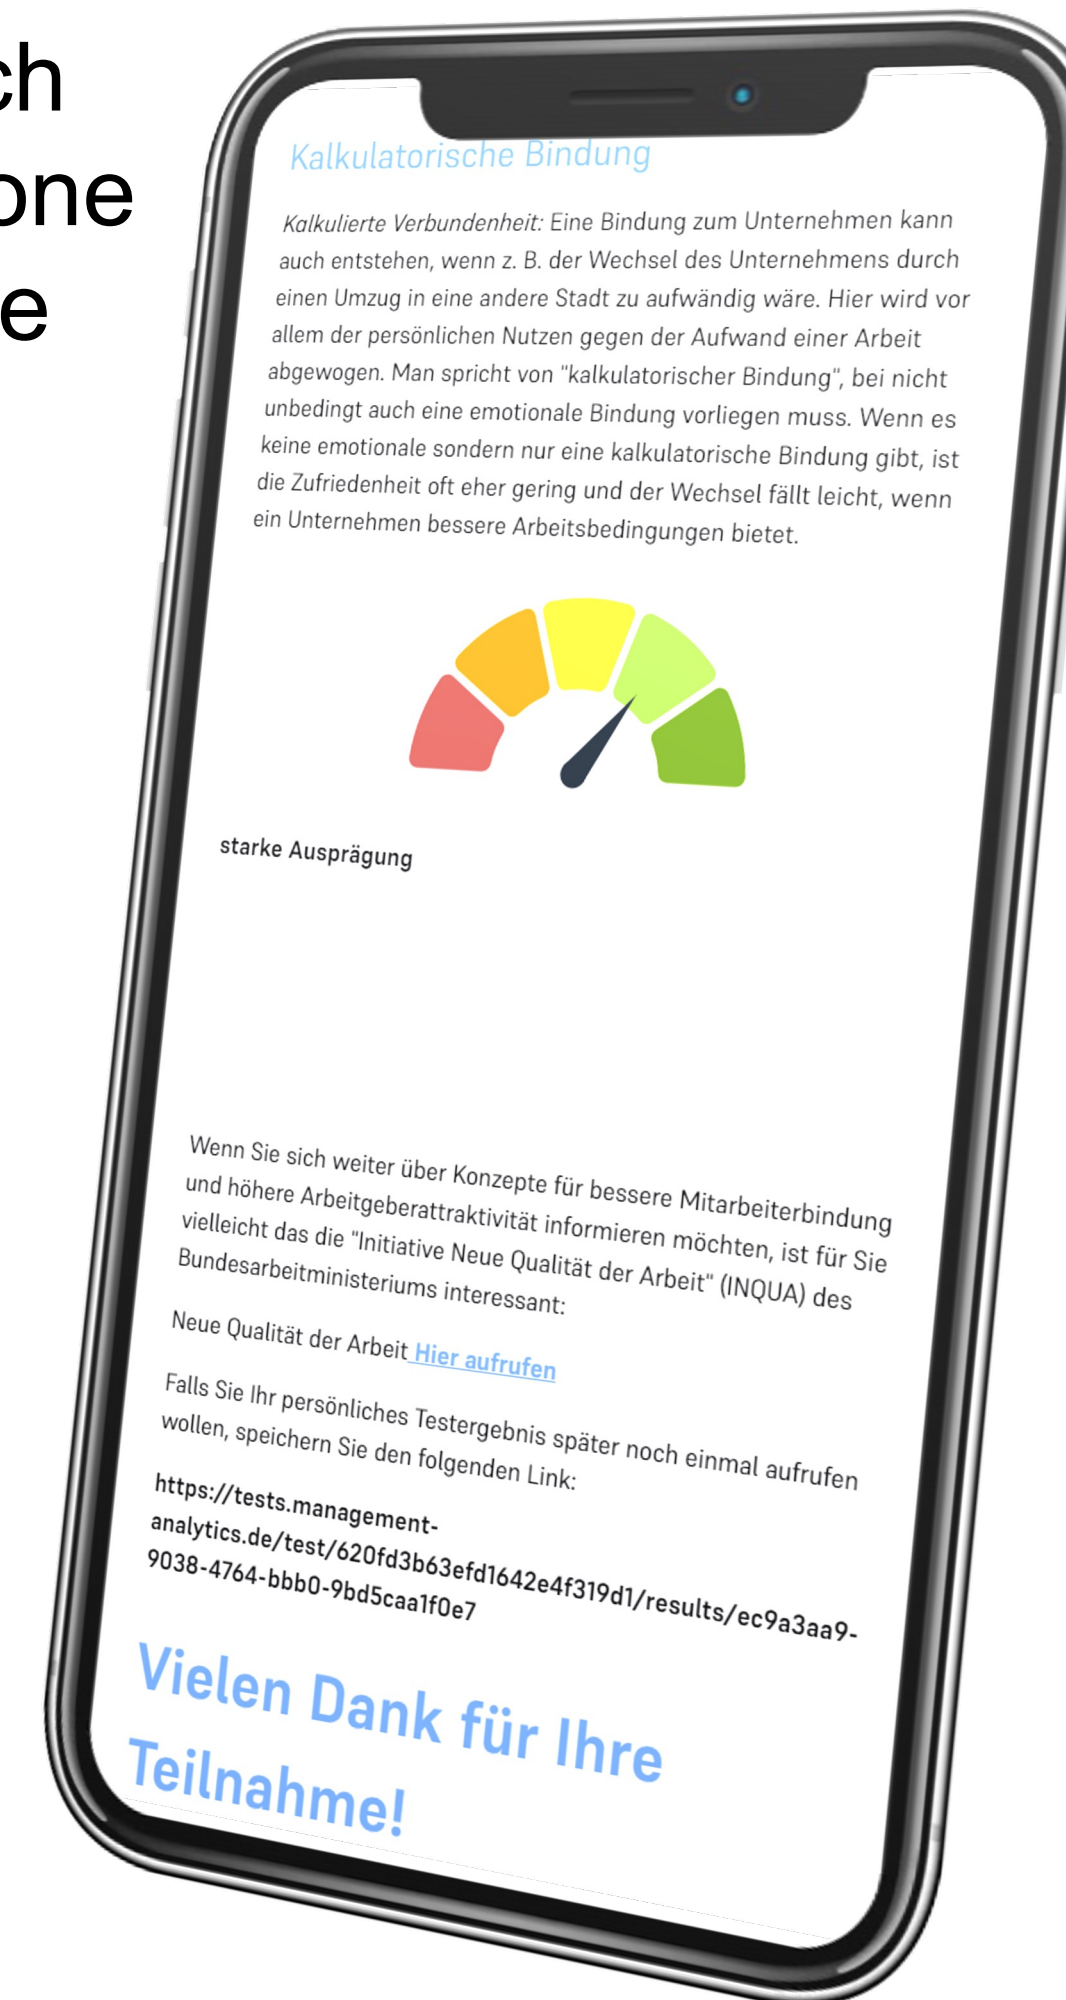 ch
one
e
Kalkulatorische Bindung
Kalkulierte Verbundenheit: Eine Bindung zum Unternehmen kann
auch entstehen, wenn z. B. der Wechsel des Unternehmens durch
einen Umzug in eine andere Stadt zu aufwändig wäre. Hier wird vor
allem der persönlichen Nutzen gegen der Aufwand einer Arbeit
abgewogen. Man spricht von "kalkulatorischer Bindung", bei nicht
unbedingt auch eine emotionale Bindung vorliegen muss. Wenn es
keine emotionale sondern nur eine kalkulatorische Bindung gibt, ist
die Zufriedenheit oft eher gering und der Wechsel fällt leicht, wenn
ein Unternehmen bessere Arbeitsbedingungen bietet.
starke Ausprägung
Wenn Sie sich weiter über Konzepte für bessere Mitarbeiterbindung
und höhere Arbeitgeberattraktivität informieren möchten, ist für Sie
vielleicht das die "Initiative Neue Qualität der Arbeit" (INQUA) des
Bundesarbeitministeriums interessant:
Neue Qualität der Arbeit Hier aufrufen
Falls Sie Ihr persönliches Testergebnis später noch einmal aufrufen
wollen, speichern Sie den folgenden Link:
https://tests.management-
analytics.de/test/620fd3b63efd1642e4f319d1/results/ec9a3aa9-
9038-4764-bbb0-9bd5caa1f0e7
Vielen Dank für Ihre
Teilnahme!